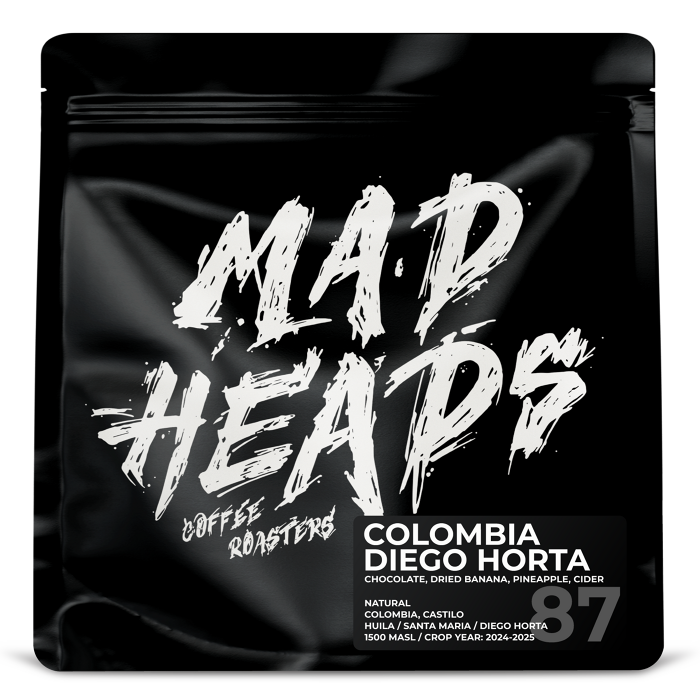 MAD
HEADS
COFFEE
ROASTERS
COLOMBIA
DIEGO HORTA
CHOCOLATE, DRIED BANANA, PINEAPPLE, CIDER
NATURAL
COLOMBIA, CASTILO
HUILA / SANTA MARIA / DIEGO HORTA
1500 MASL / CROP YEAR: 2024-2025
87